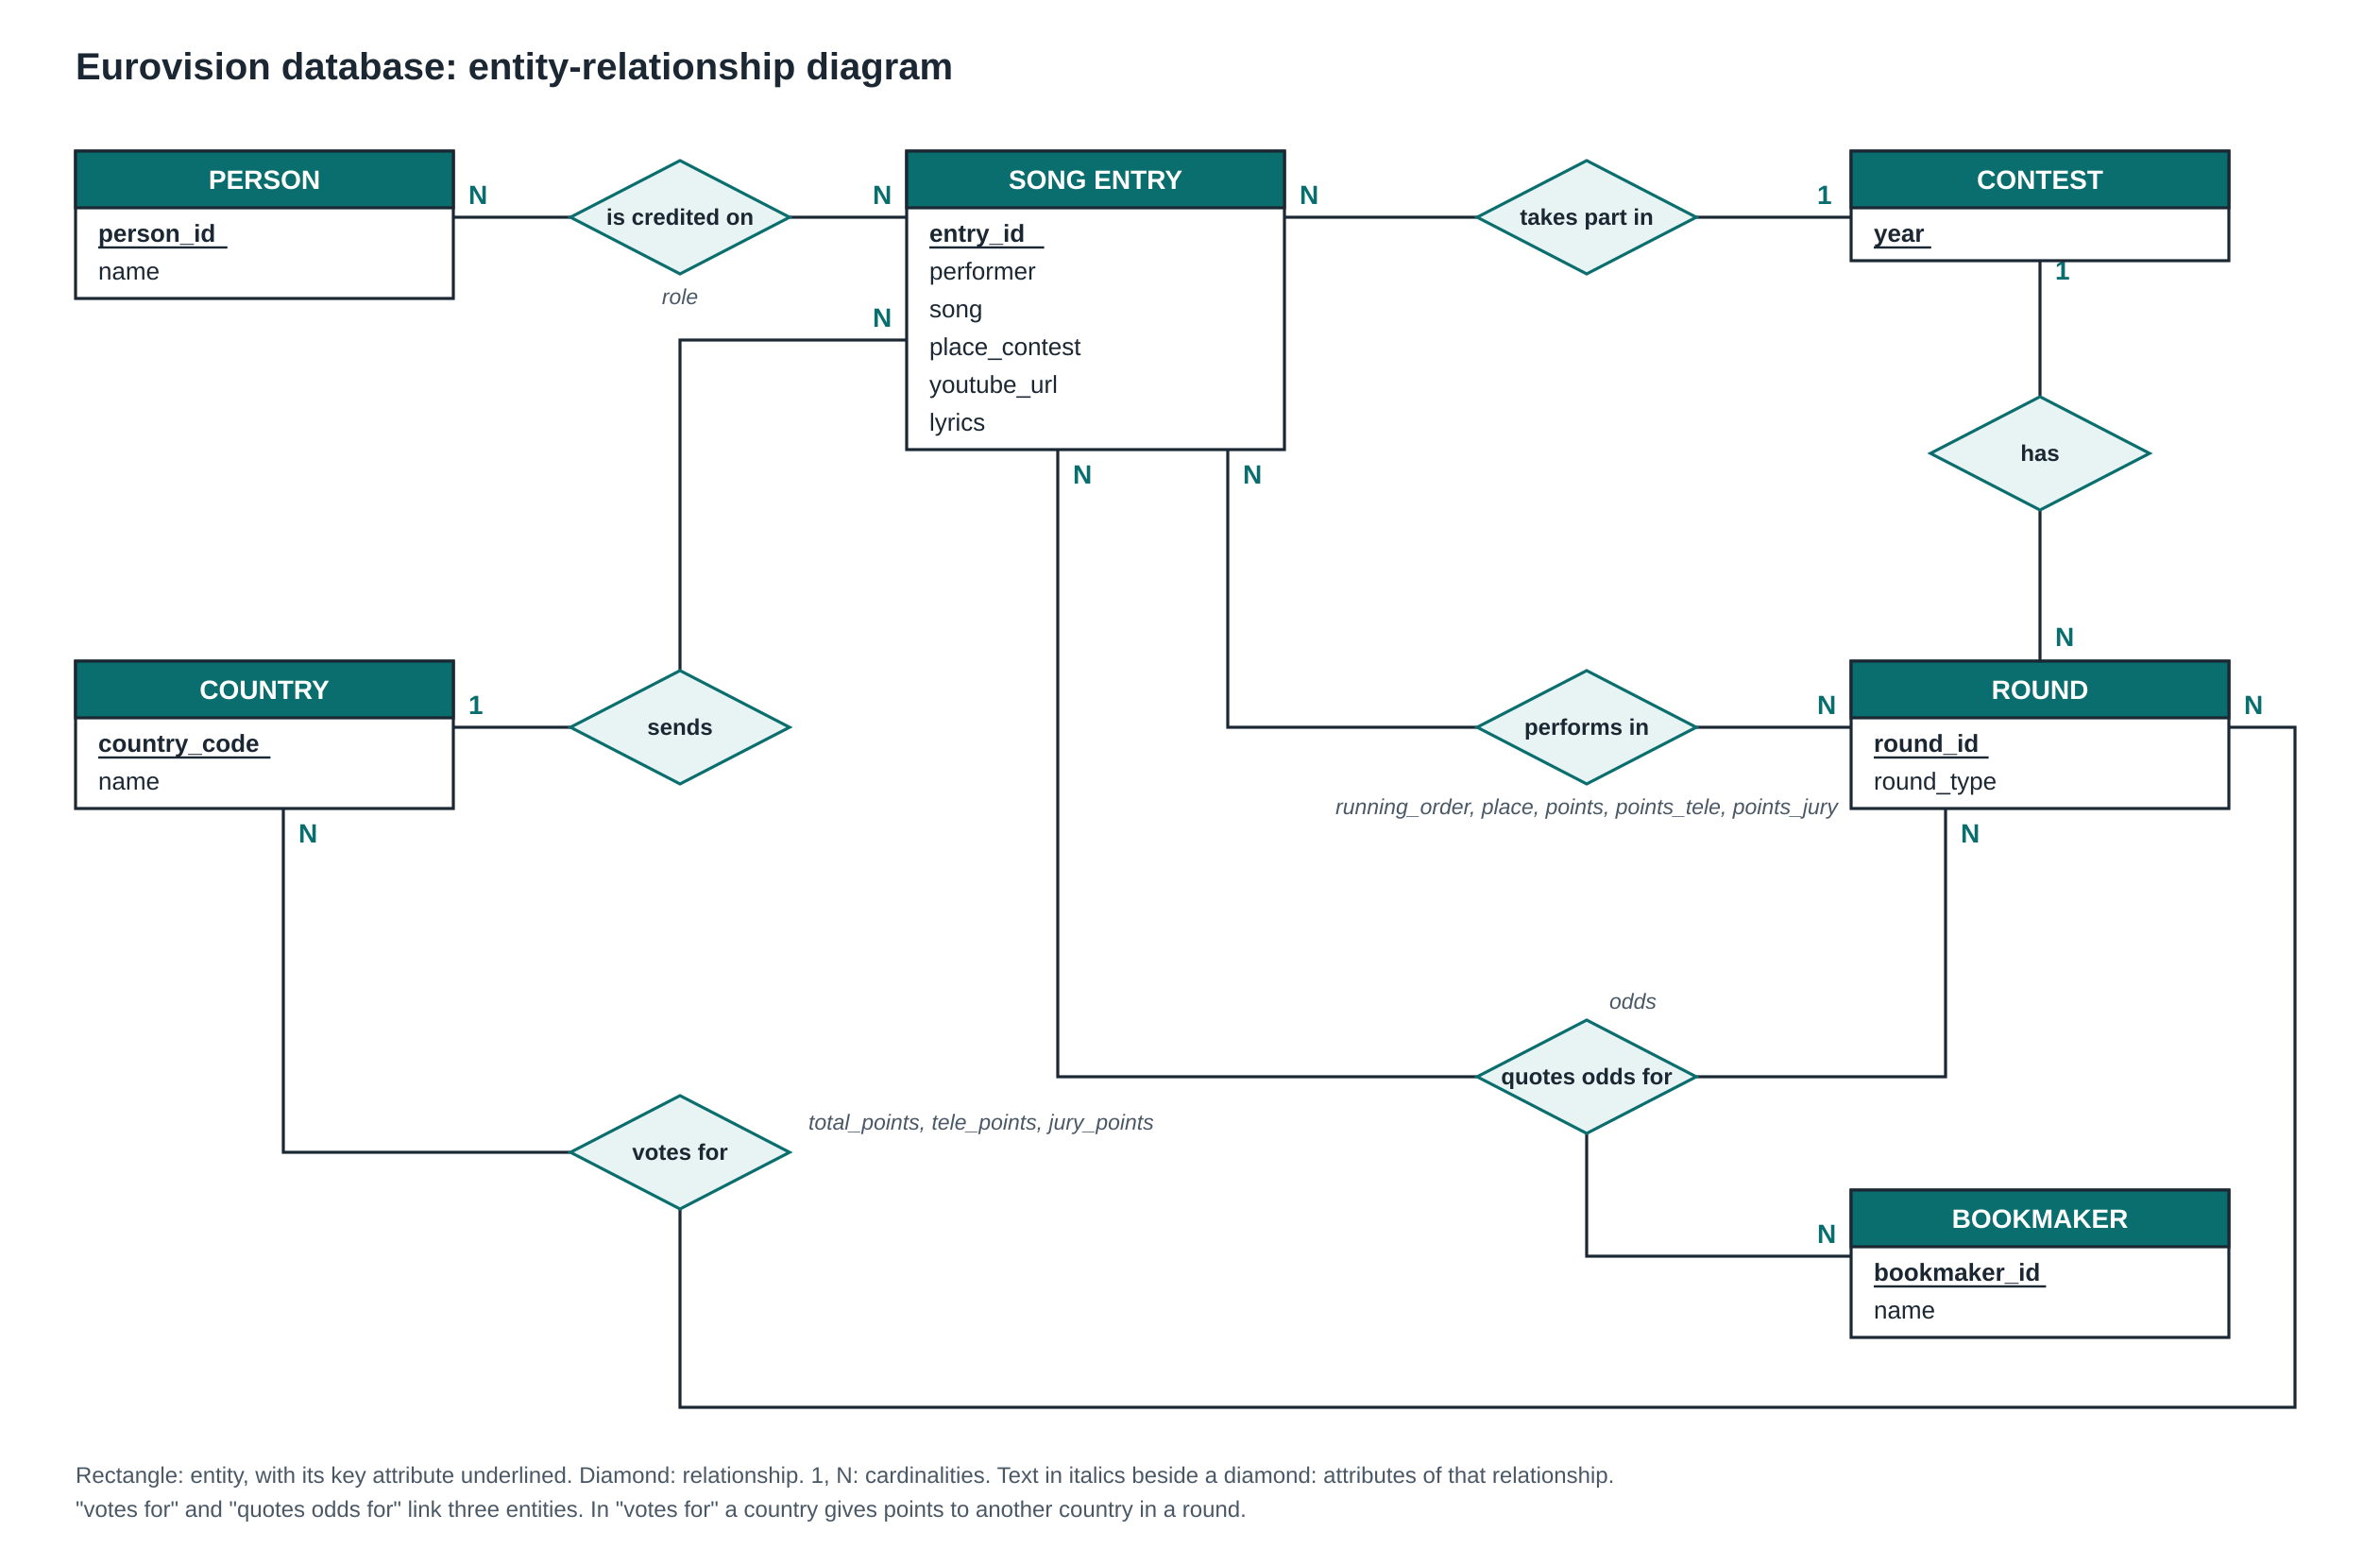 Eurovision database: entity-relationship diagram
PERSON
person_id
name
N
is credited on
role
N
SONG ENTRY
entry_id
performer
song
place_contest
youtube_url
lyrics
N
N
takes part in
1
CONTEST
year
1
has
N
N
N
COUNTRY
country_code
name
1
sends
N
performs in
running_order, place, points, points_tele, points_jury
N
ROUND
round_id
round_type
N
N
odds
quotes odds for
votes for
total_points, tele_points, jury_points
N
BOOKMAKER
bookmaker_id
name
Rectangle: entity, with its key attribute underlined. Diamond: relationship. 1, N: cardinalities. Text in italics beside a diamond: attributes of that relationship.
"votes for" and "quotes odds for" link three entities. In "votes for" a country gives points to another country in a round.